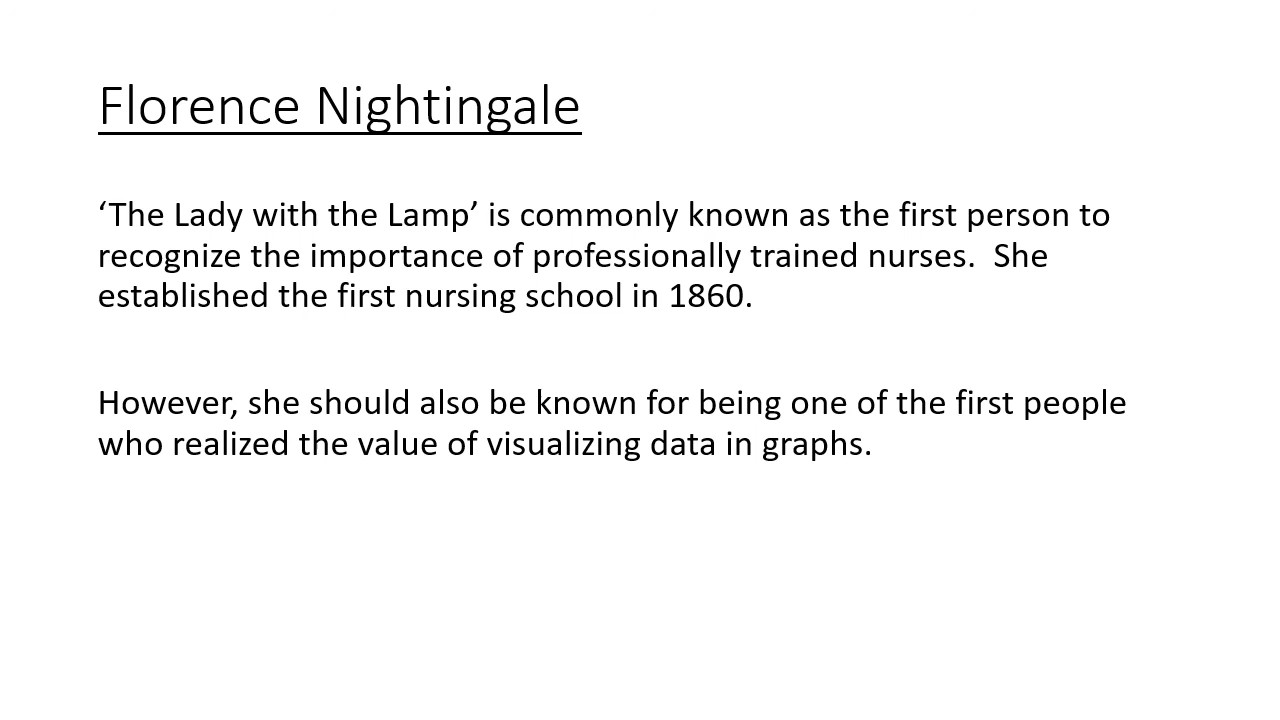 Florence Nightingale
‘The Lady with the Lamp’ is commonly known as the first person to
recognize the importance of professionally trained nurses.  She
established the first nursing school in 1860.
However, she should also be known for being one of the first people
who realized the value of visualizing data in graphs.